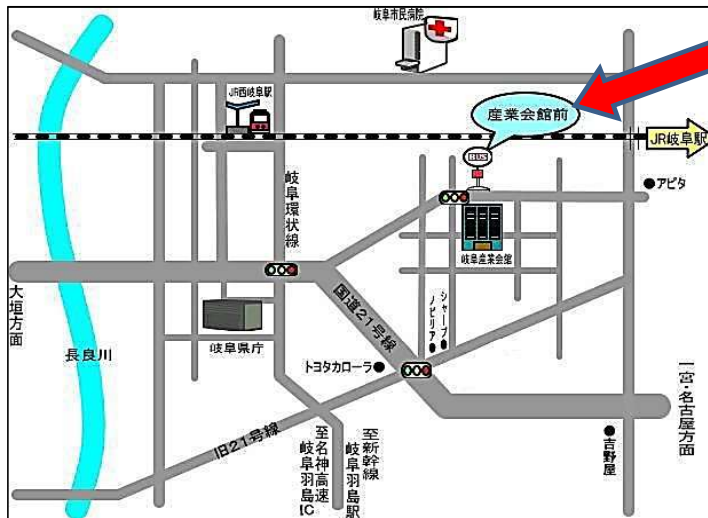 岐阜市民病院
JR西岐阜駅
産業会館前
JR岐阜駅
BUS
アピタ
岐阜環状線
岐阜産業会館
大垣方面
国道21号線
シャープ
ノビリア
長良川
岐阜県庁
トヨタカローラ
一宮・名古屋方面
旧21号線
至名神高速
岐阜羽島IC
至新幹線
岐阜羽島駅
吉野屋